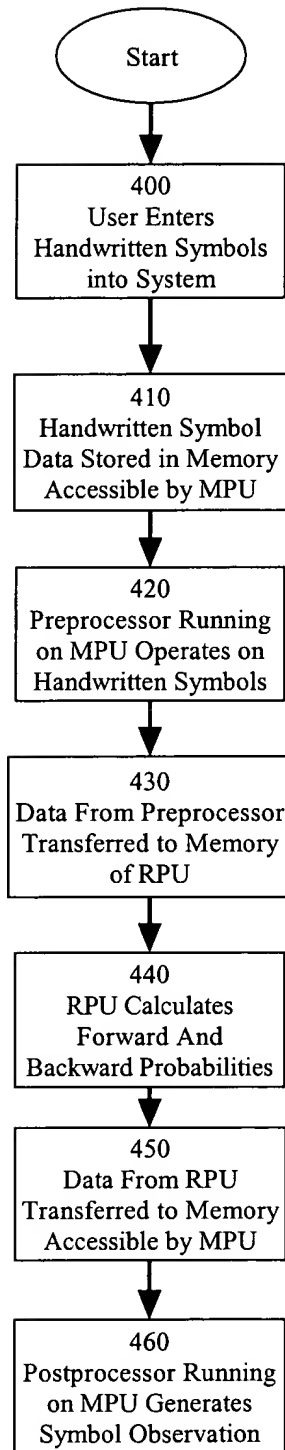 Start
400
User Enters
Handwritten Symbols
into System
410
Handwritten Symbol
Data Stored in Memory
Accessible by MPU
420
Preprocessor Running
on MPU Operates on
Handwritten Symbols
430
Data From Preprocessor
Transferred to Memory
of RPU
440
RPU Calculates
Forward And
Backward Probabilities
450
Data From RPU
Transferred to Memory
Accessible by MPU
460
Postprocessor Running
on MPU Generates
Symbol Observation